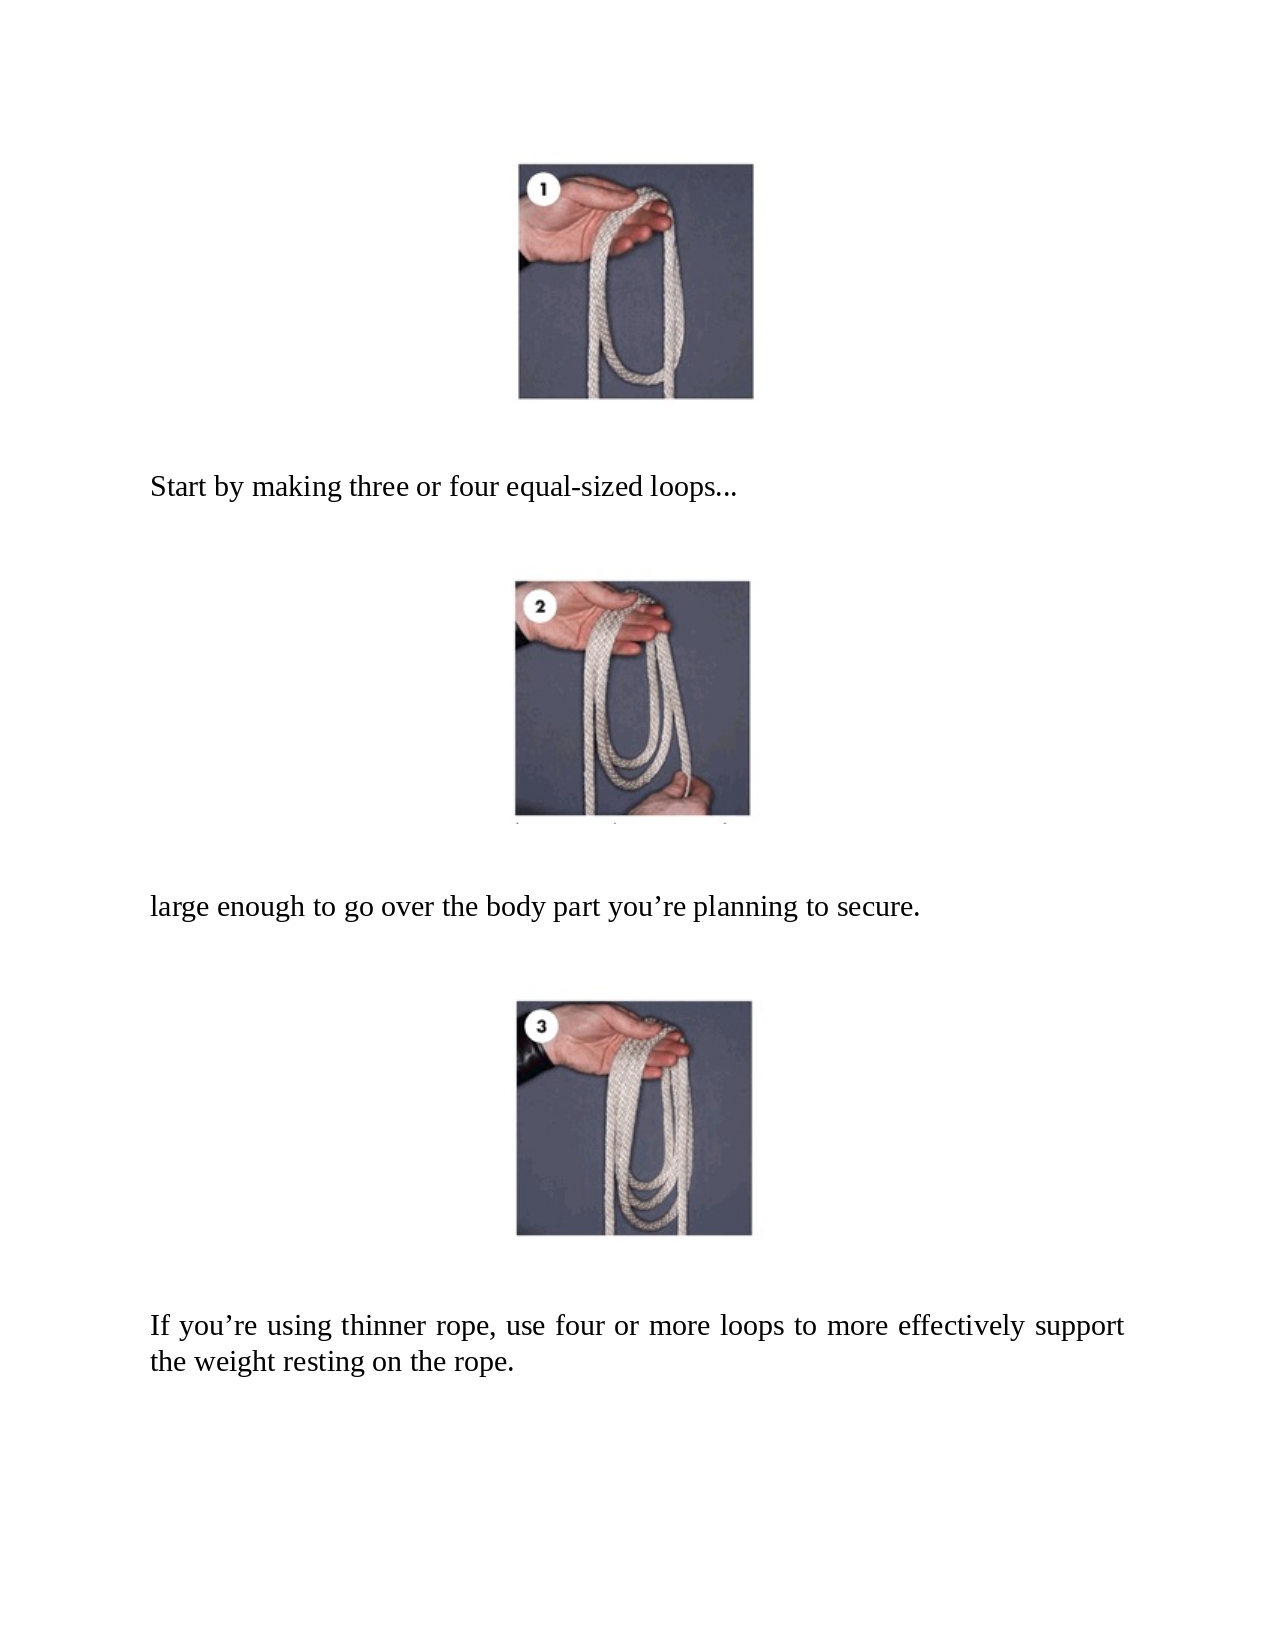 1
Start by making three or four equal-sized loops...
2
large enough to go over the body part you’re planning to secure.
3
If you’re using thinner rope, use four or more loops to more effectively support
the weight resting on the rope.